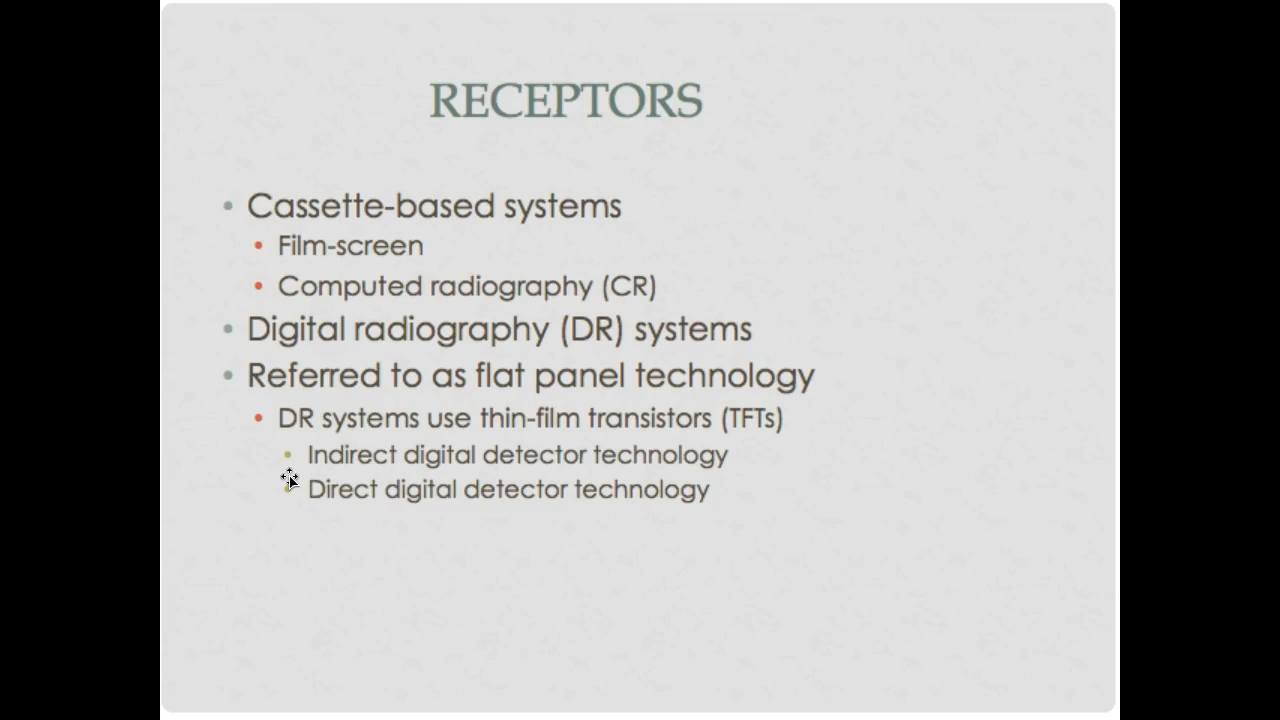 RECEPTORS
Cassette-based systems
Film-screen
Computed radiography (CR)
Digital radiography (DR) systems
Referred to as flat panel technology
DR systems use thin-film transistors (TFTs)
Indirect digital detector technology
Direct digital detector technology